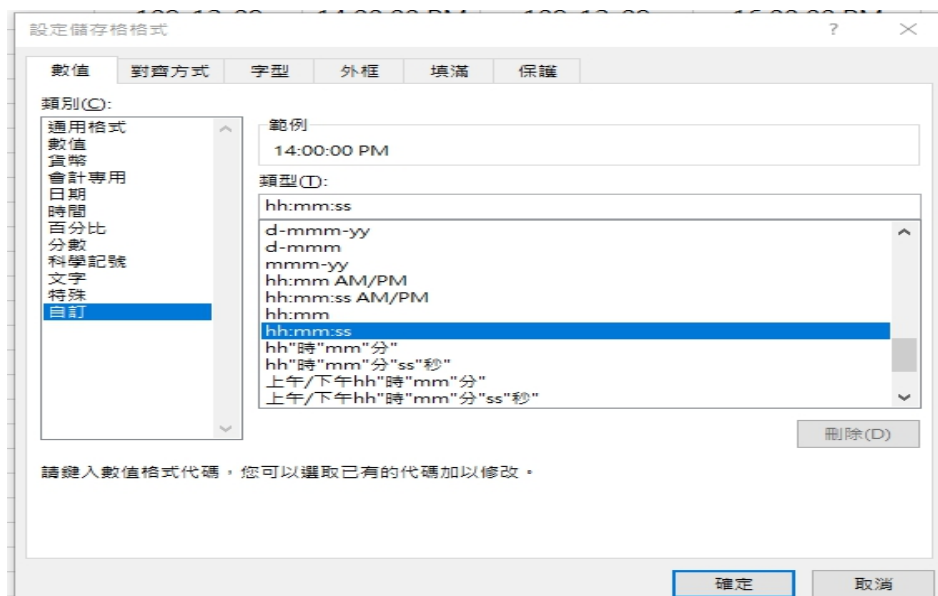 設定儲存格格式
?
數值 對齊方式 字型 外框 填滿 保護
類別(C):
通用格式
數值
貨幣
會計專用
日期
時間
百分比
分數
科學記號
文字
特殊
自訂
範例
14:00:00 PM
類型(T):
hh:mm:ss
d-mmm-yy
d-mmm
mmm-yy
hh:mm AM/PM
hh:mm:ss AM/PM
hh:mm
hh:mm:ss
hh"時"mm"分"
hh"時"mm"分"ss"秒"
上午/下午hh"時"mm"分"
上午/下午hh"時"mm"分"ss"秒"
刪除(D)
請鍵入數值格式代碼，您可以選取已有的代碼加以修改。
確定 取消